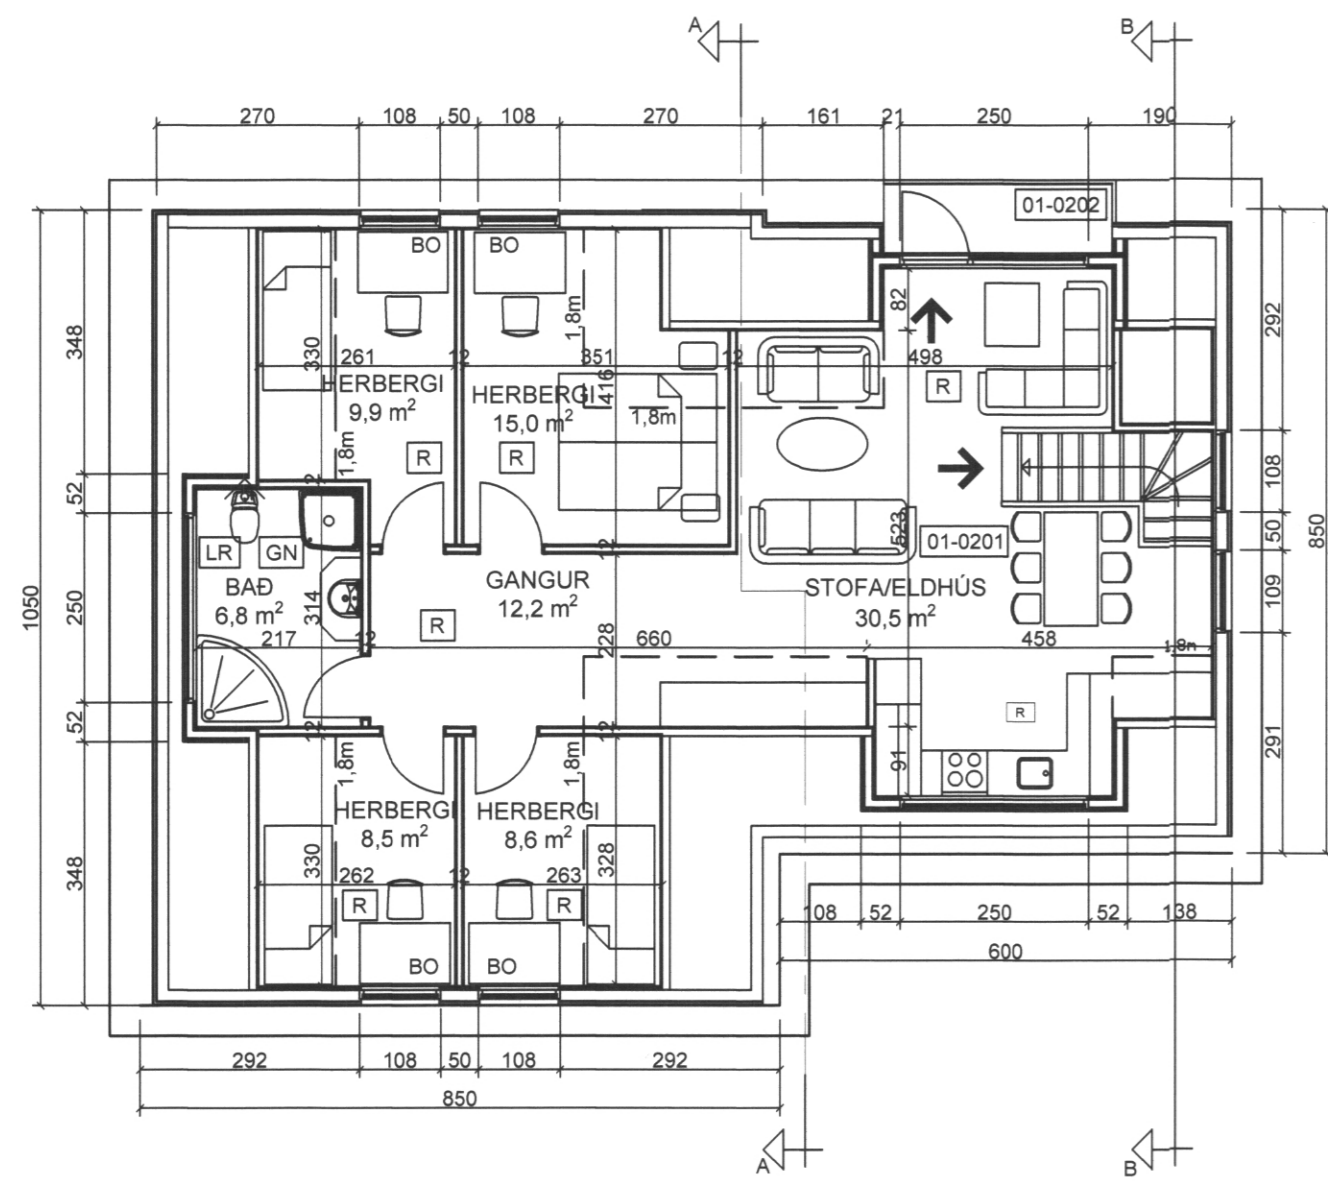 A
B
270
108
50
108
270
161
21
250
190
01-0202
BO
BO
82
292
348
330
1,8m
261
12
351
12
498
416
HERBERGI
9,9 m²
HERBERGI
15,0 m²
1,8m
R
R
R
1,8m
108
52
12
850
1050
50
LR
GN
523
01-0201
12
BAÐ
6,8 m²
314
GANGUR
12,2 m²
STOFA/ELDHÚS
30,5 m²
109
250
R
217
12
228
660
458
1,8m
52
12
12
R
291
91
1,8m
1,8m
HERBERGI
8,5 m²
HERBERGI
8,6 m²
348
330
328
262
12
263
R
R
108
52
250
52
138
BO
BO
600
292
108
50
108
292
850
A
B